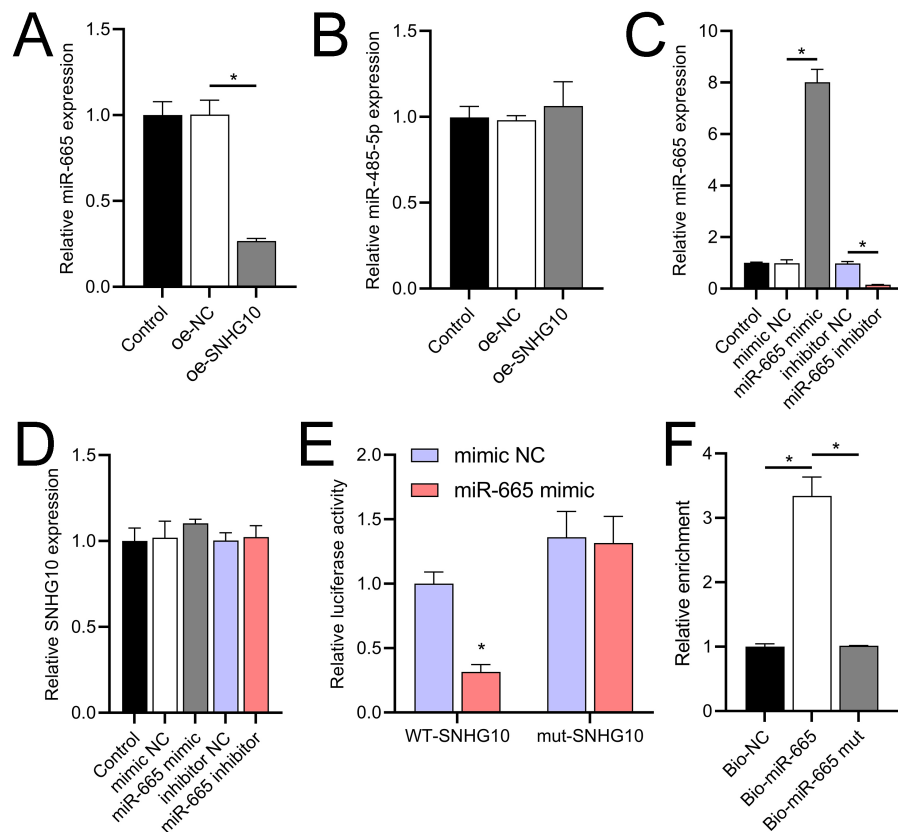 A
Relative miR-665 expression
1.5
1.0
0.5
0.0
*
Control
oe-NC
oe-SNHG10
B
Relative miR-485-5p expression
1.5
1.0
0.5
0.0
Control
oe-NC
oe-SNHG10
C
Relative miR-665 expression
10
8
6
4
2
0
*
*
Control
mimic NC
miR-665 mimic
inhibitor NC
miR-665 inhibitor
D
Relative SNHG10 expression
1.5
1.0
0.5
0.0
Control
mimic NC
miR-665 mimic
inhibitor NC
miR-665 inhibitor
E
Relative luciferase activity
2.0
1.5
1.0
0.5
0.0
mimic NC
miR-665 mimic
*
WT-SNHG10
mut-SNHG10
F
Relative enrichment
4
3
2
1
0
*
*
Bio-NC
Bio-miR-665
Bio-miR-665 mut